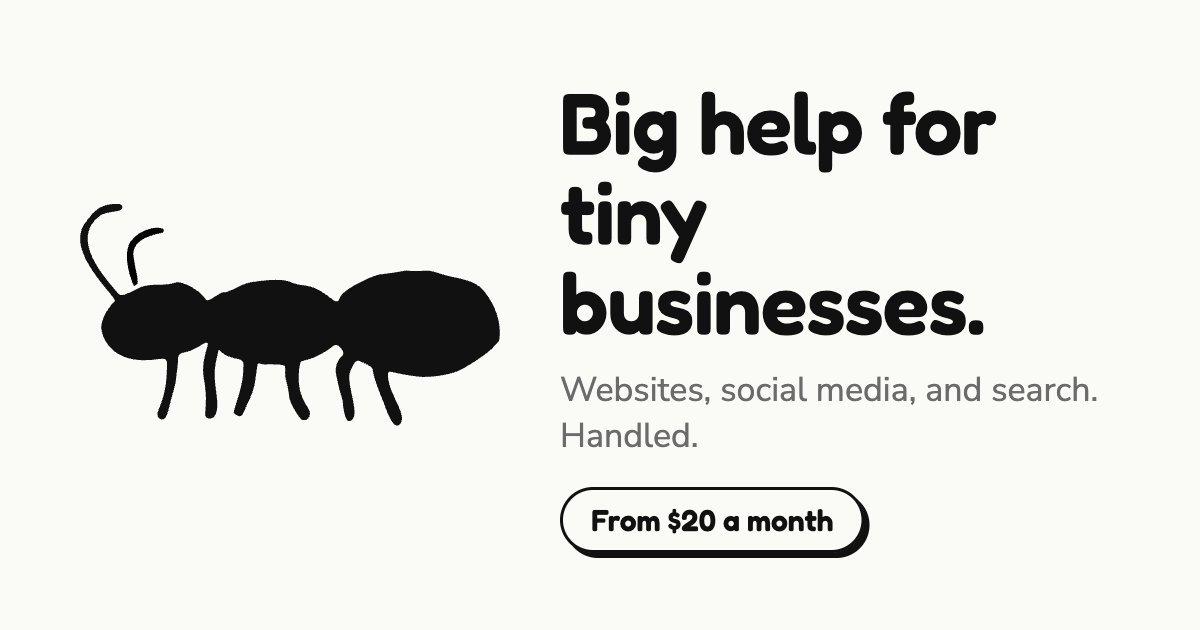 Big help for
tiny
businesses.
Websites, social media, and search.
Handled.
From $20 a month